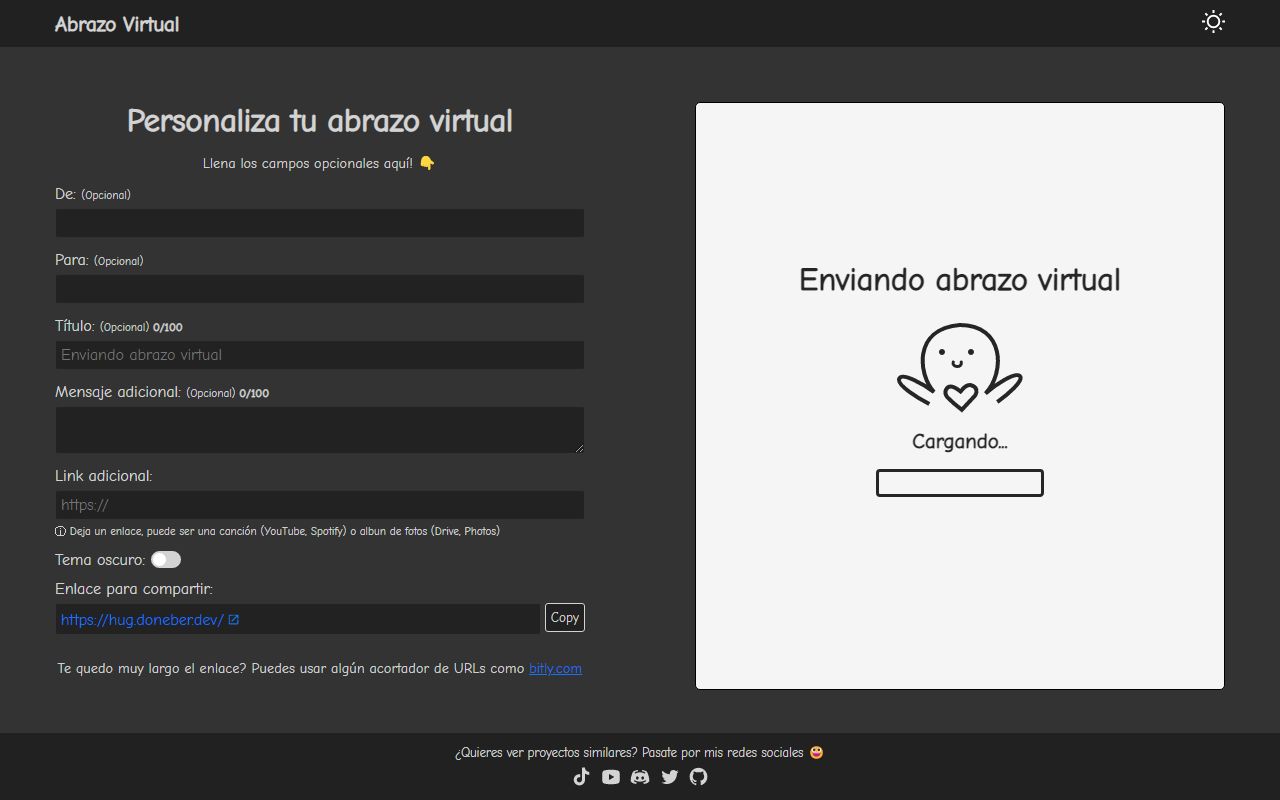 Abrazo Virtual
Personaliza tu abrazo virtual
Llena los campos opcionales aquí! 👇
De: (Opcional)
Para: (Opcional)
Título: (Opcional) 0/100
Enviando abrazo virtual
Mensaje adicional: (Opcional) 0/100
Link adicional:
https://
ⓘ Deja un enlace, puede ser una canción (YouTube, Spotify) o albun de fotos (Drive, Photos)
Tema oscuro:
Enlace para compartir:
https://hug.doneber.dev/
Copy
Te quedo muy largo el enlace? Puedes usar algún acortador de URLs como bitly.com
Enviando abrazo virtual
Cargando...
¿Quieres ver proyectos similares? Pasate por mis redes sociales 😀